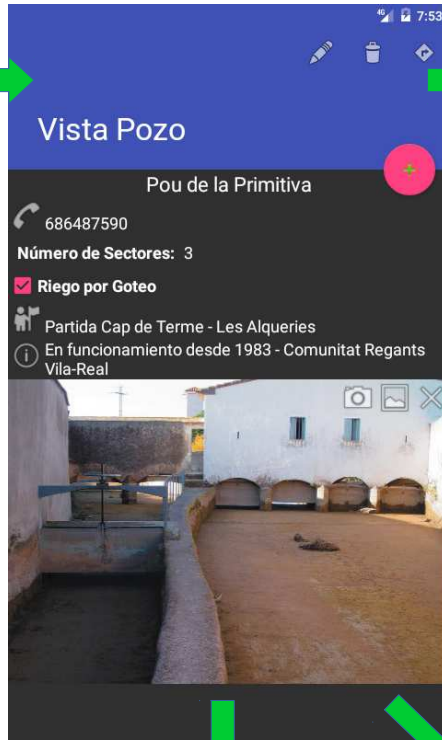 4G 7:53
Vista Pozo
Pou de la Primitiva
686487590
Número de Sectores: 3
Riego por Goteo
Partida Cap de Terme - Les Alqueries
En funcionamiento desde 1983 - Comunitat Regants
Vila-Real